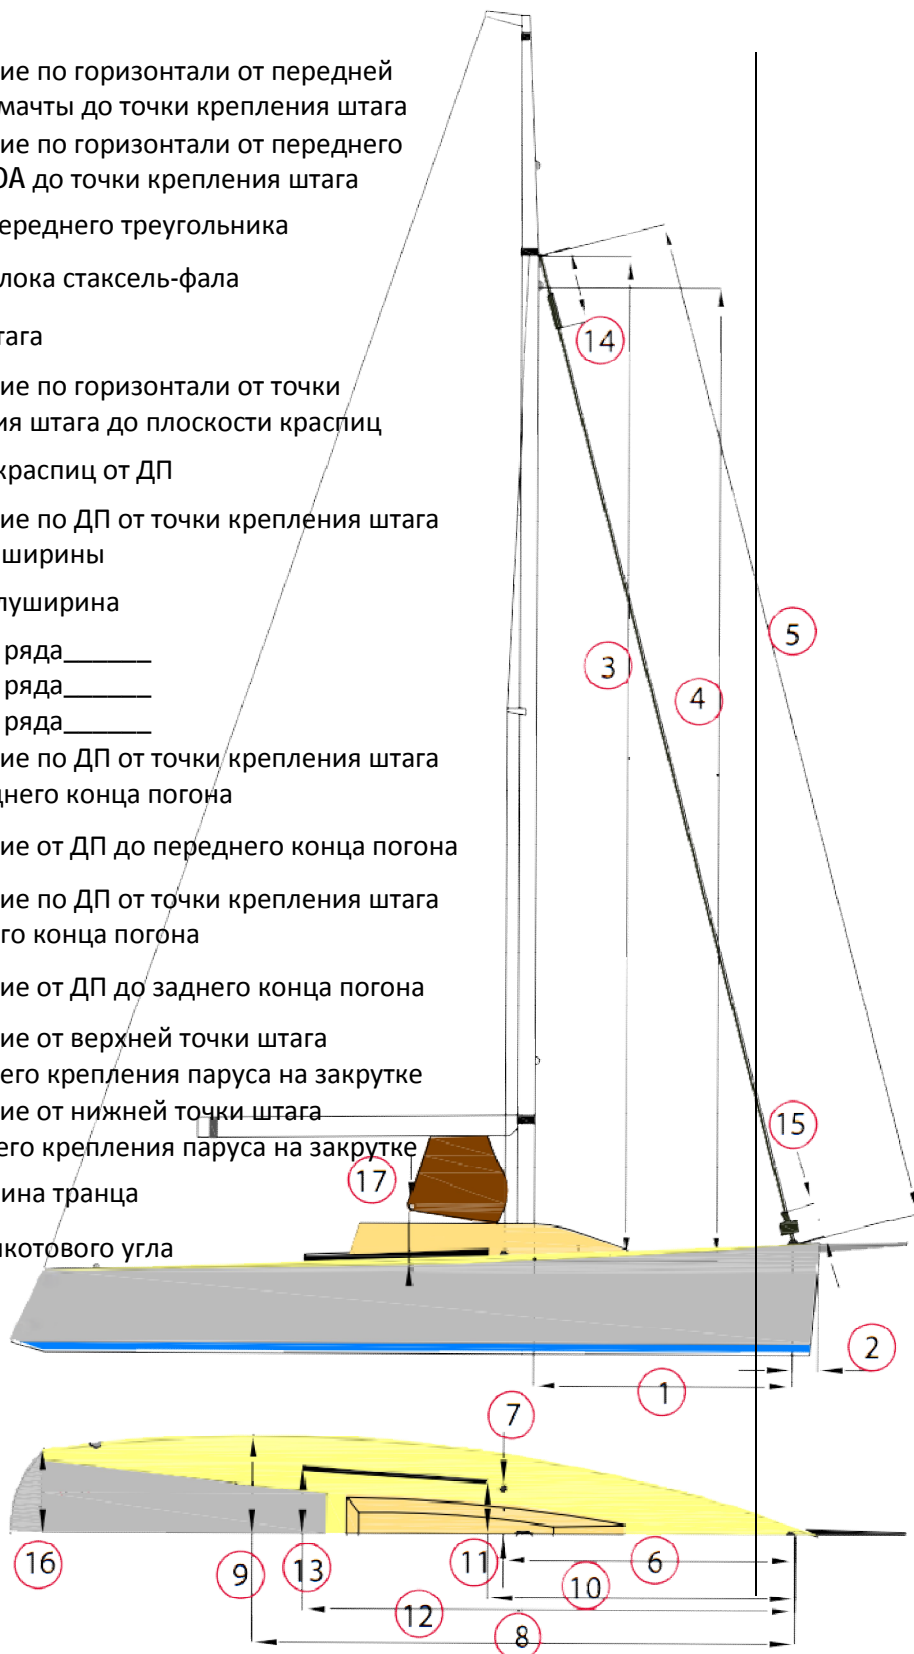 ие по горизонтали от передней
мачты до точки крепления штага
ие по горизонтали от переднего
ОА до точки крепления штага
ереднего треугольника
лока стаксель-фала
тага
ие по горизонтали от точки
ия штага до плоскости краспиц
краспиц от ДП
ие по ДП от точки крепления штага
ширины
луширина
ряда______
ряда______
ряда______
ие по ДП от точки крепления штага
днего конца погона
ие от ДП до переднего конца погона
ие по ДП от точки крепления штага
го конца погона
ие от ДП до заднего конца погона
ие от верхней точки штага
его крепления паруса на закрутке
ие от нижней точки штага
его крепления паруса на закрутке
ина транца
икотового угла
14
5
3
4
15
17
2
1
7
16
9
13
11
6
10
12
8